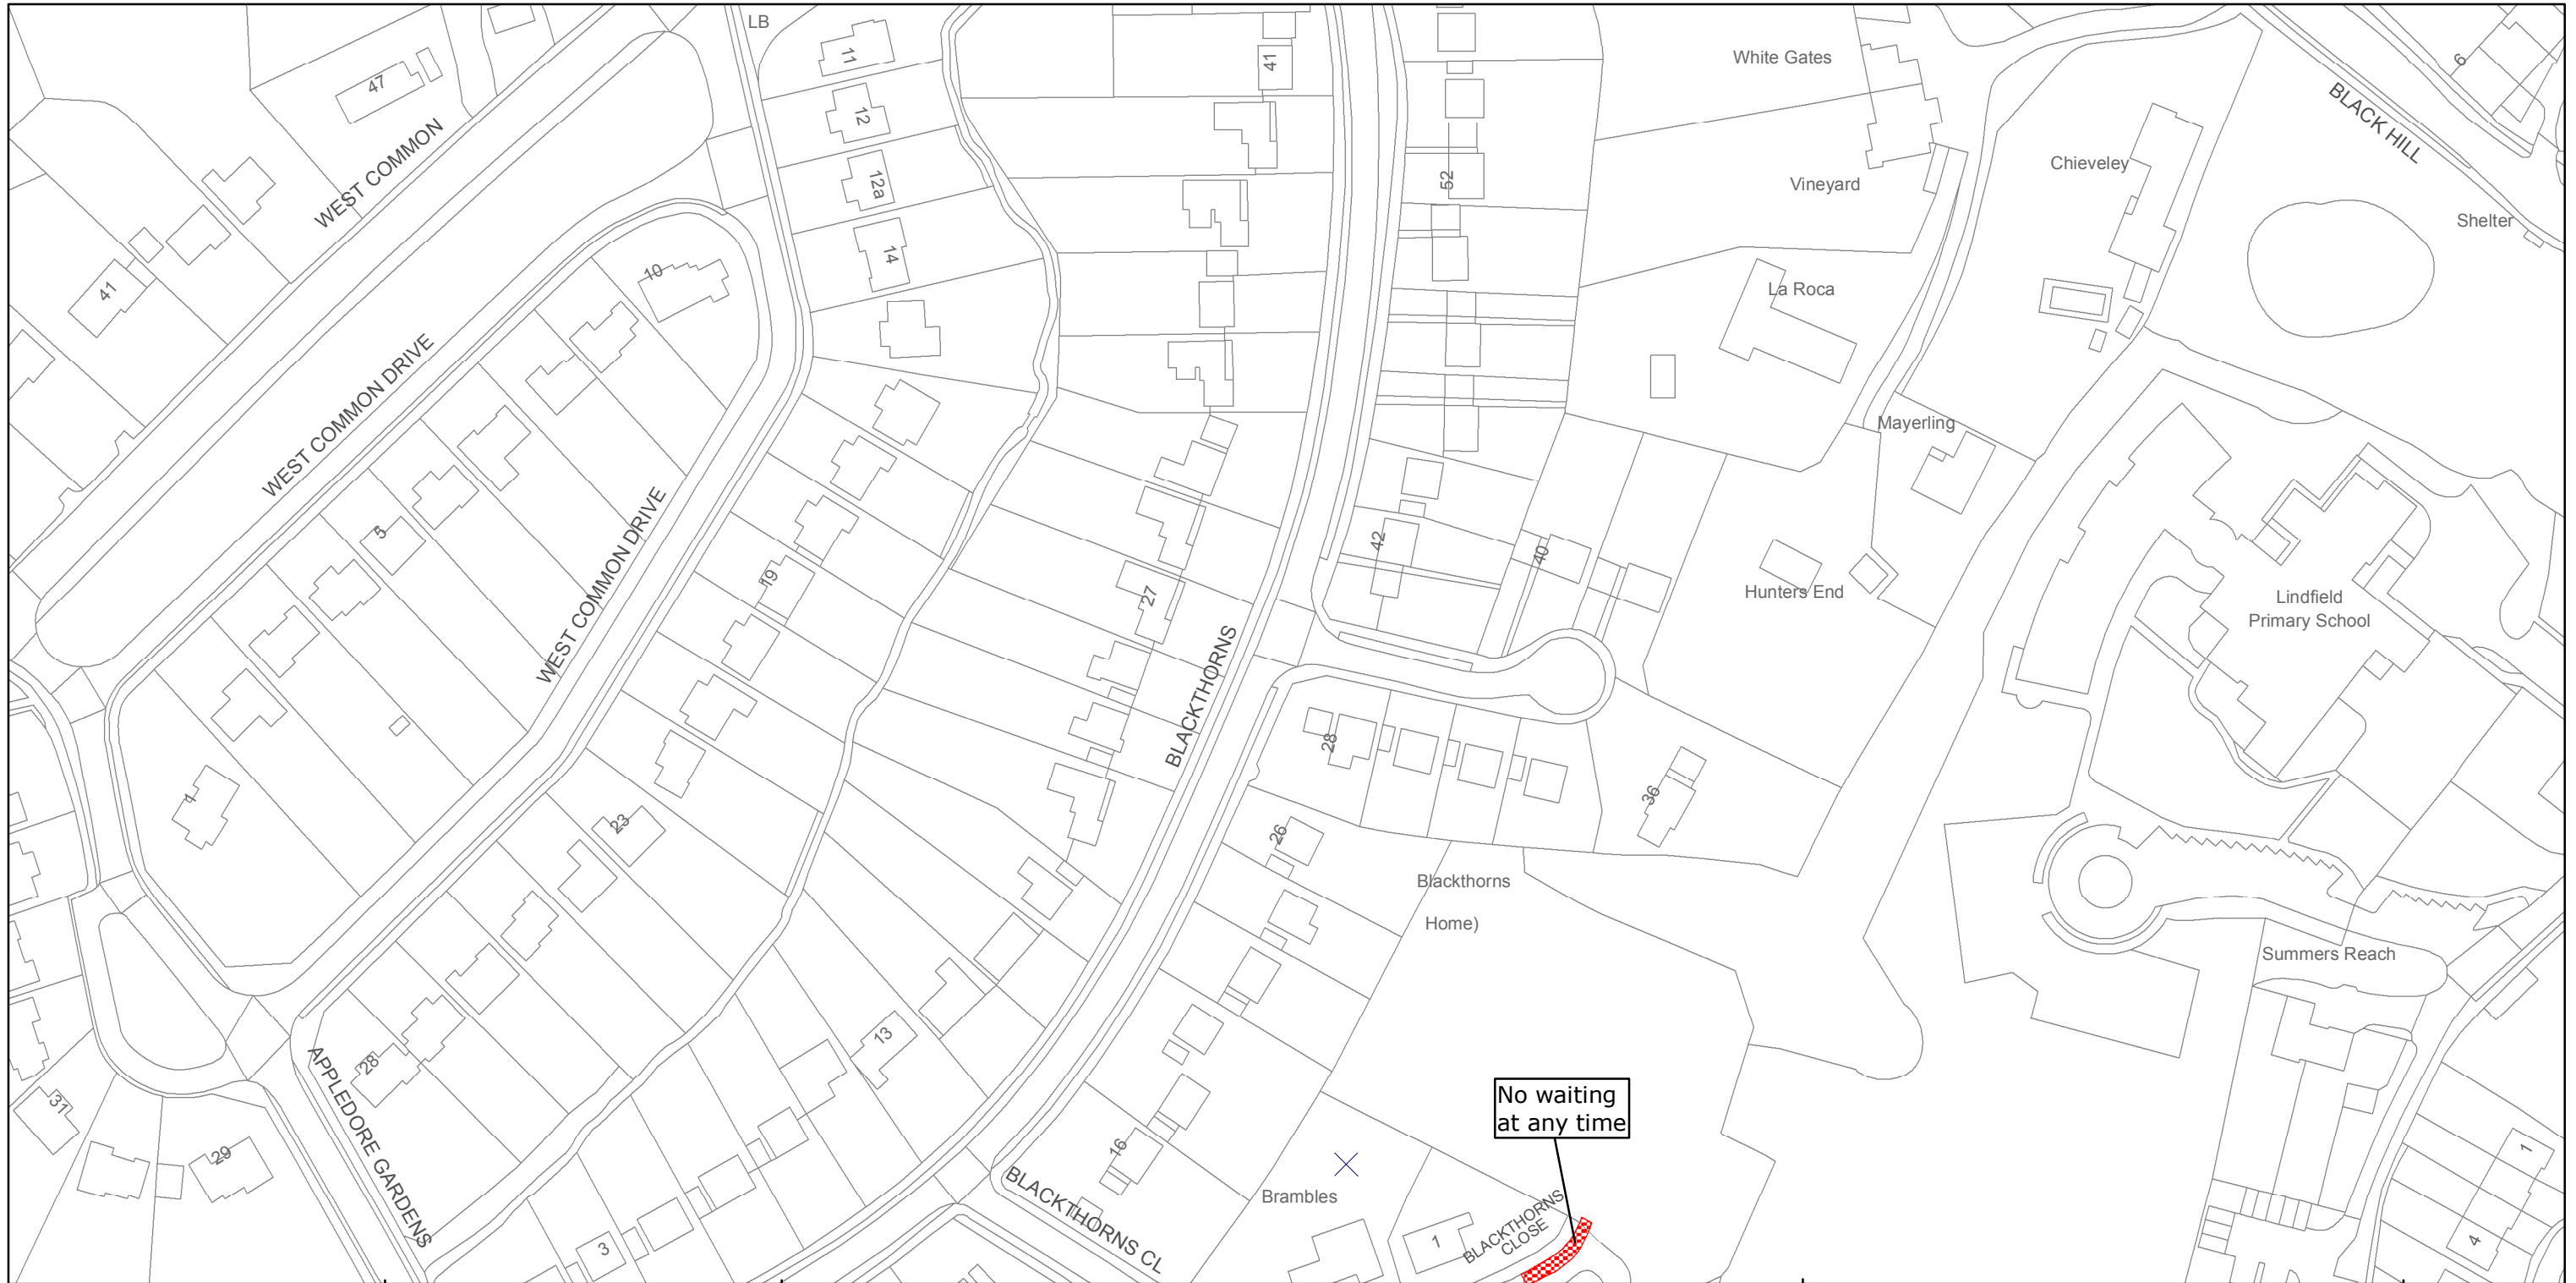 LB
11
41
White Gates
6
47
BLACK HILL
12
WEST COMMON
12a
52
Vineyard
Chieveley
Shelter
14
10
41
La Roca
WEST COMMON DRIVE
Mayerling
5
WEST COMMON DRIVE
19
42
40
27
Hunters End
Lindfield
Primary School
BLACKTHORNS
28
36
1
23
26
Blackthorns
Home)
Summers Reach
13
28
APPLEDORE GARDENS
31
29
No waiting
at any time
16
BLACKTHORNS CL
Brambles
BLACKTHORNS
CLOSE
1
3
1
4